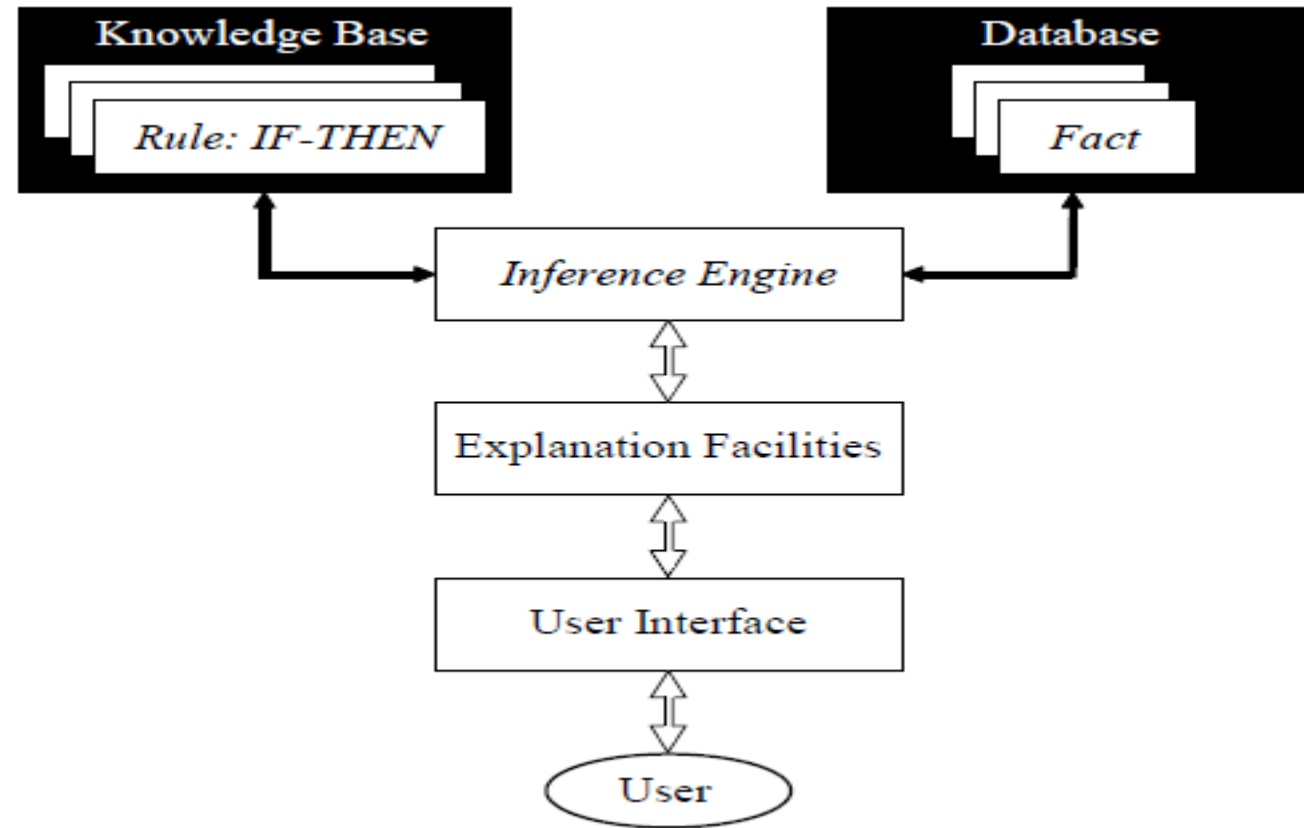 Knowledge Base
Rule: IF-THEN
Database
Fact
Inference Engine
Explanation Facilities
User Interface
User